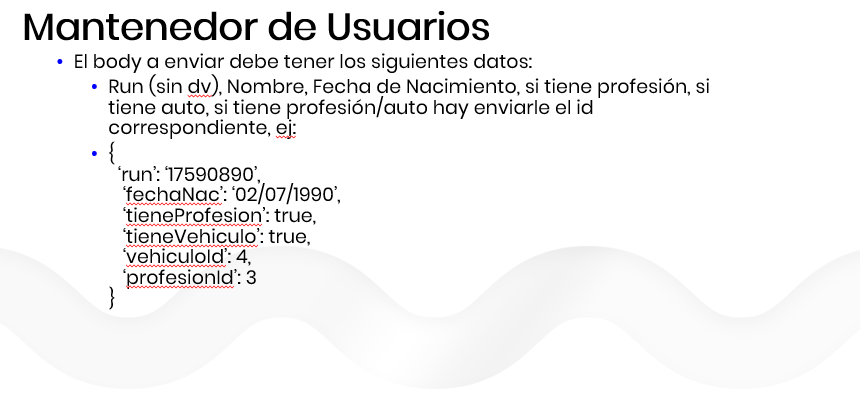 Mantenedor de Usuarios
• El body a enviar debe tener los siguientes datos:
• Run (sin dv), Nombre, Fecha de Nacimiento, si tiene profesión, si
tiene auto, si tiene profesión/auto hay enviarle el id
correspondiente, ej:
• {
‘run’: ‘17590890’,
‘fechaNac’: ‘02/07/1990’,
‘tieneProfesion’: true,
‘tieneVehiculo’: true,
‘vehiculoId’: 4,
‘profesionId’: 3
}